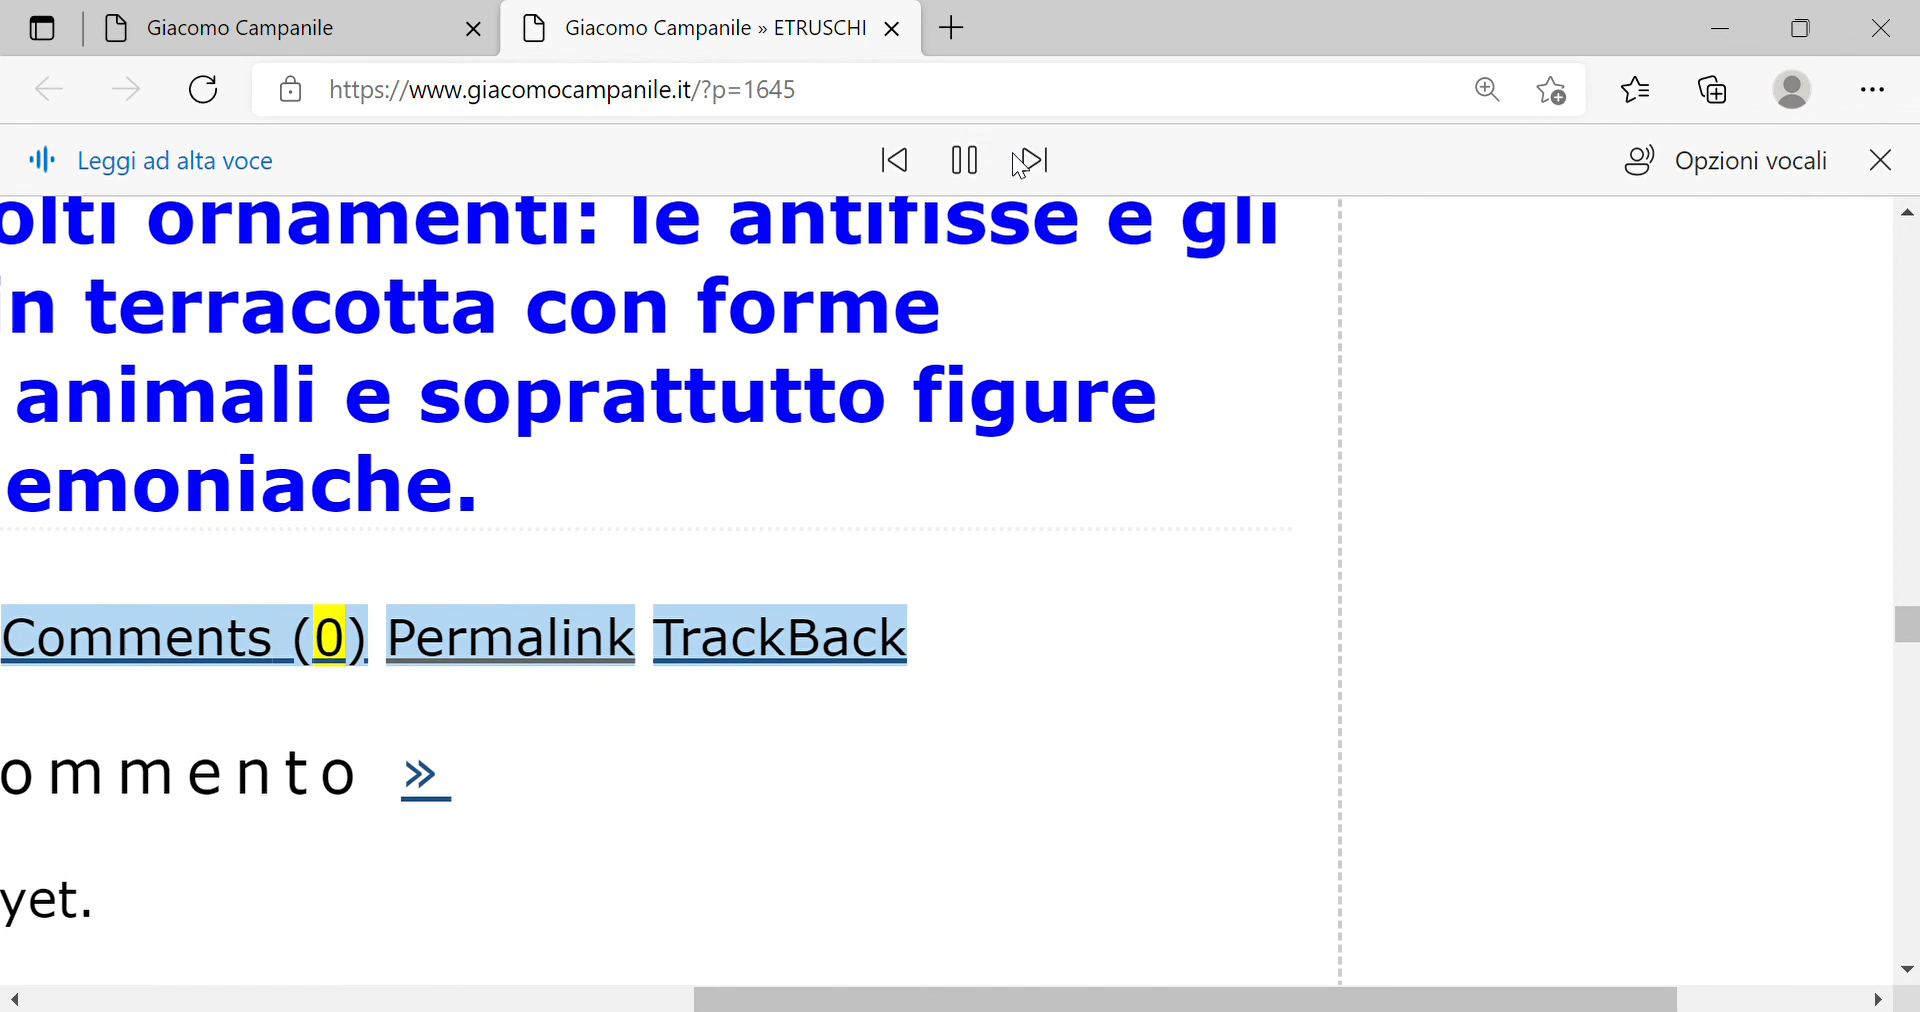 Giacomo Campanile
Giacomo Campanile » ETRUSCHI
https://www.giacomocampanile.it/?p=1645
Leggi ad alta voce
Opzioni vocali
olti ornamenti: le antifisse e gli
in terracotta con forme
animali e soprattutto figure
emoniache.
Comments (0) Permalink TrackBack
ommento »
yet.